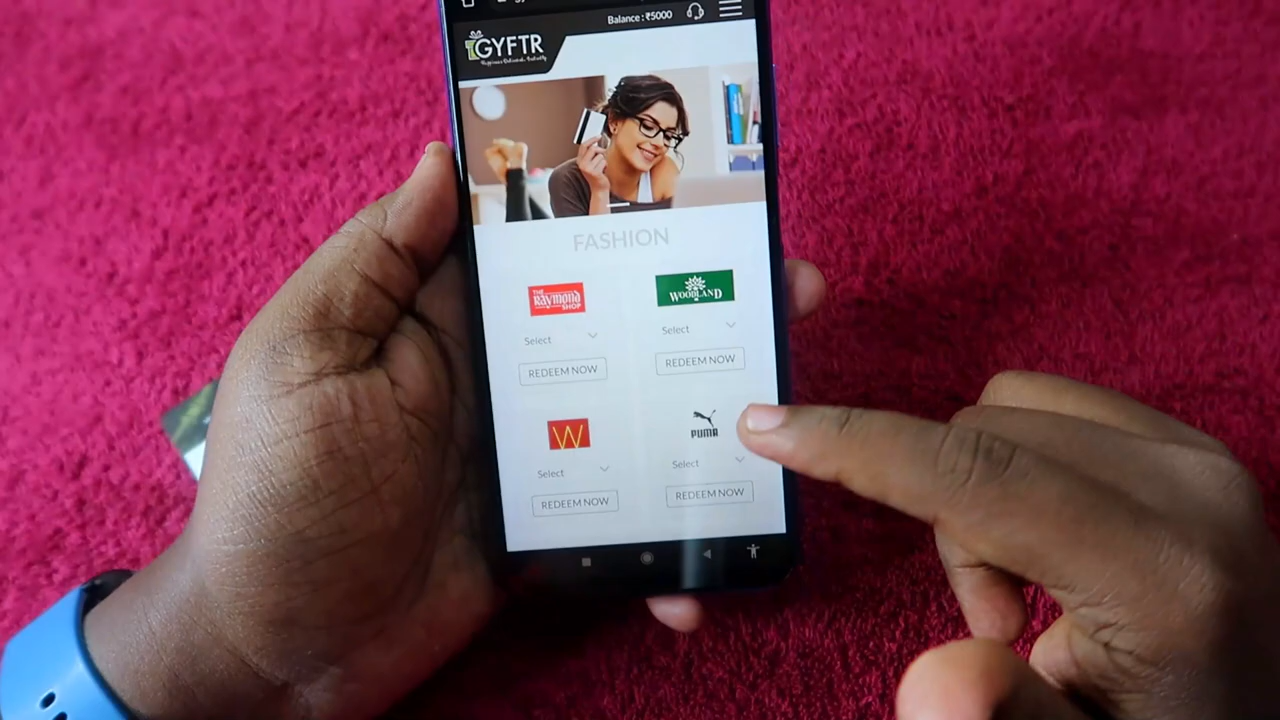 Balance : ₹5000
GYFTR
FASHION
THE Raymond SHOP
WOODLAND
Select
Select
REDEEM NOW
REDEEM NOW
W
PUMA
Select
Select
REDEEM NOW
REDEEM NOW